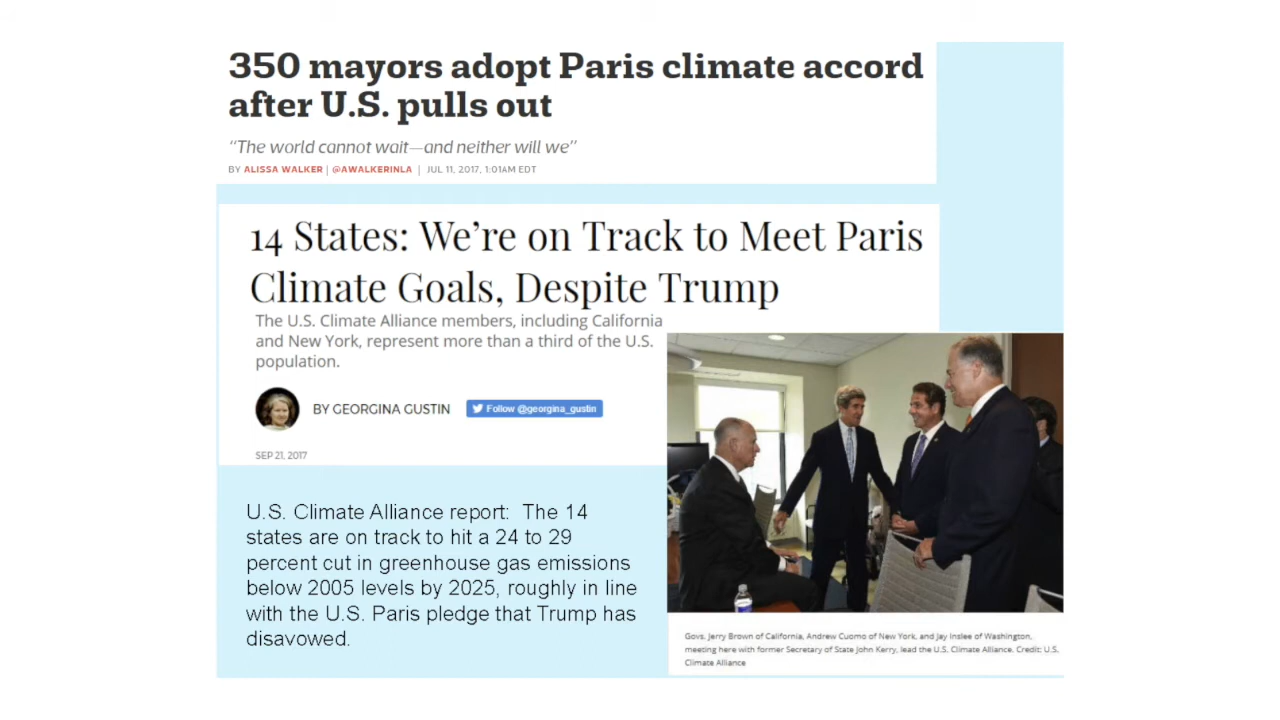 350 mayors adopt Paris climate accord
after U.S. pulls out
“The world cannot wait—and neither will we”
BY ALISSA WALKER | @AWALKERINLA | JUL 11, 2017, 1:01AM EDT
14 States: We’re on Track to Meet Paris
Climate Goals, Despite Trump
The U.S. Climate Alliance members, including California
and New York, represent more than a third of the U.S.
population.
BY GEORGINA GUSTIN
Follow @georgina_gustin
SEP 21, 2017
U.S. Climate Alliance report: The 14
states are on track to hit a 24 to 29
percent cut in greenhouse gas emissions
below 2005 levels by 2025, roughly in line
with the U.S. Paris pledge that Trump has
disavowed.
Govs. Jerry Brown of California, Andrew Cuomo of New York, and Jay Inslee of Washington,
meeting here with former Secretary of State John Kerry, lead the U.S. Climate Alliance. Credit: U.S.
Climate Alliance